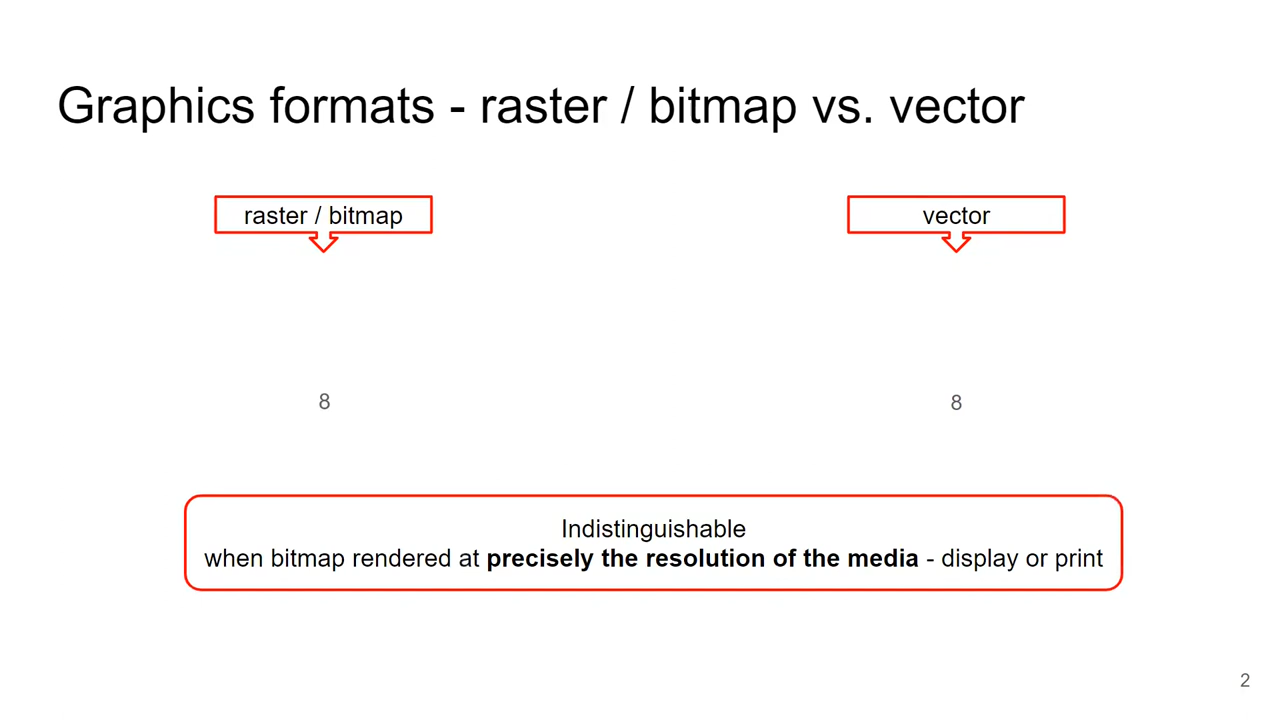 Graphics formats - raster / bitmap vs. vector
raster / bitmap
vector
8
8
Indistinguishable
when bitmap rendered at precisely the resolution of the media - display or print
2